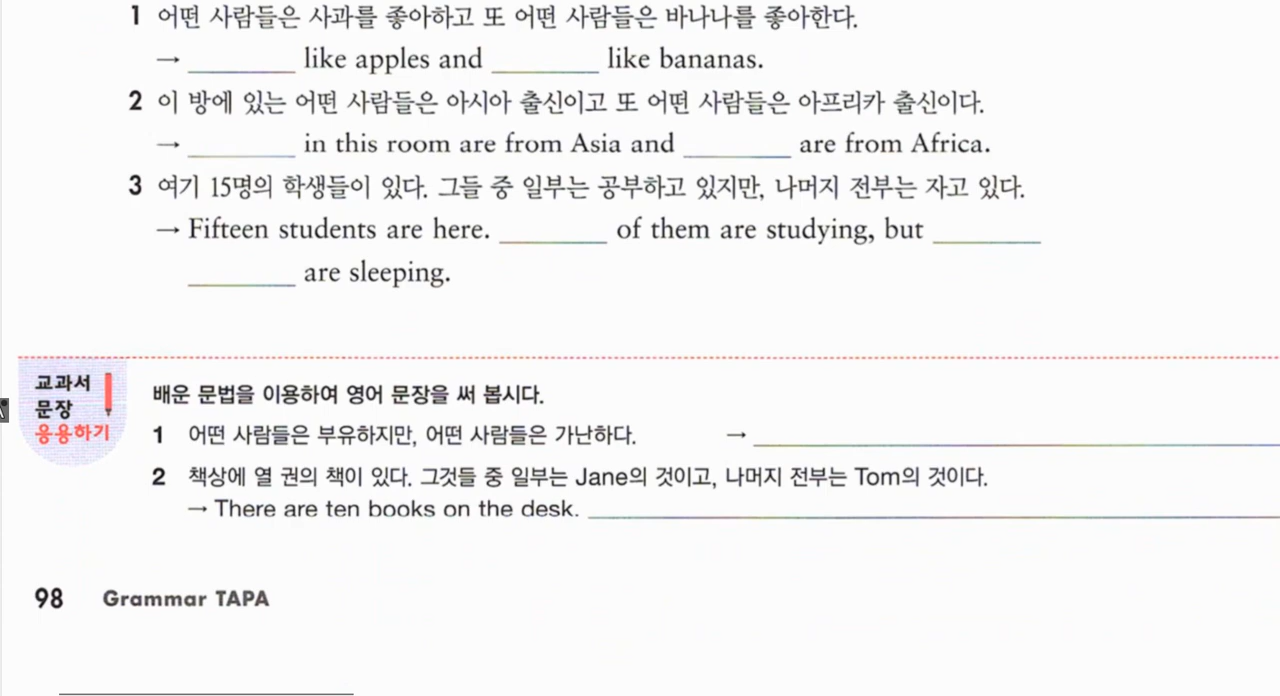 1 어떤 사람들은 사과를 좋아하고 또 어떤 사람들은 바나나를 좋아한다.
→ ________ like apples and ________ like bananas.
2 이 방에 있는 어떤 사람들은 아시아 출신이고 또 어떤 사람들은 아프리카 출신이다.
→ ________ in this room are from Asia and ________ are from Africa.
3 여기 15명의 학생들이 있다. 그들 중 일부는 공부하고 있지만, 나머지 전부는 자고 있다.
→ Fifteen students are here. ________ of them are studying, but ________
________ are sleeping.
교과서
문장
응용하기
배운 문법을 이용하여 영어 문장을 써 봅시다.
1 어떤 사람들은 부유하지만, 어떤 사람들은 가난하다. → ________
2 책상에 열 권의 책이 있다. 그것들 중 일부는 Jane의 것이고, 나머지 전부는 Tom의 것이다.
→ There are ten books on the desk. ________
98 Grammar TAPA